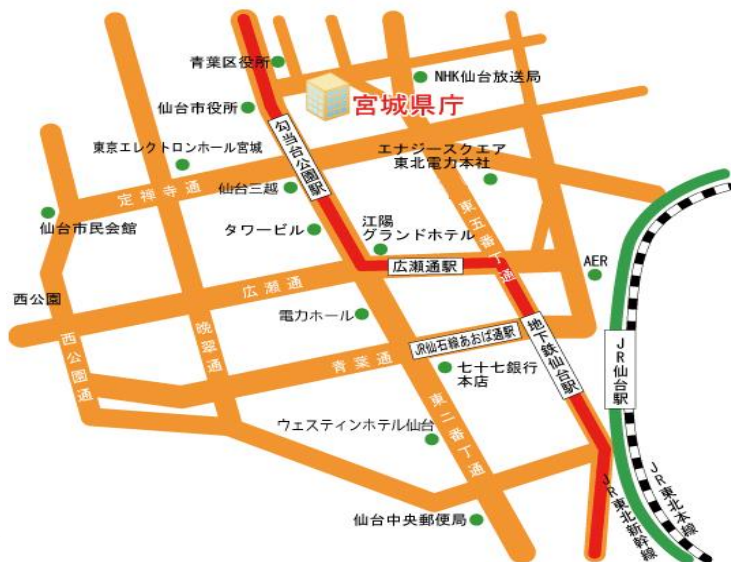 青葉区役所
NHK仙台放送局
宮城県庁
仙台市役所
勾当台公園駅
東京エレクトロンホール宮城
エナジースクエア
東北電力本社
定禅寺通
仙台三越
東五番丁通
仙台市民会館
タワービル
江陽
グランドホテル
広瀬通駅
AER
西公園
広瀬通
電力ホール
晩翠通
JR仙石線あおば通駅
地下鉄仙台駅
JR仙台駅
西公園通
青葉通
七十七銀行
本店
東二番丁通
ウェスティンホテル仙台
仙台中央郵便局
JR東北新幹線
JR東北本線